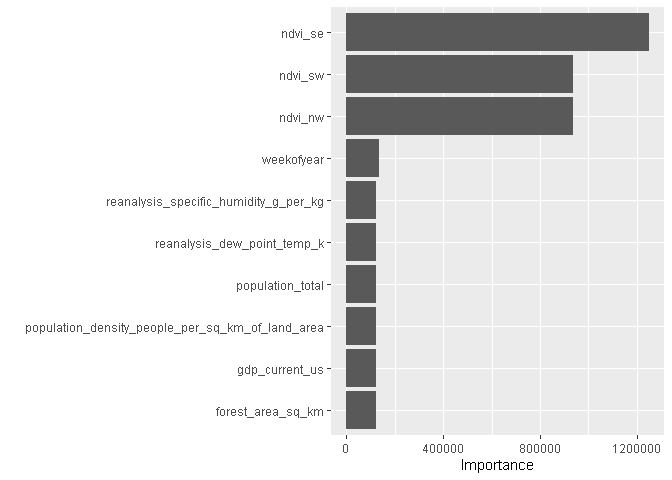 ndvi_se
ndvi_sw
ndvi_nw
weekofyear
reanalysis_specific_humidity_g_per_kg
reanalysis_dew_point_temp_k
population_total
population_density_people_per_sq_km_of_land_area
gdp_current_us
forest_area_sq_km
0 400000 800000 1200000
Importance